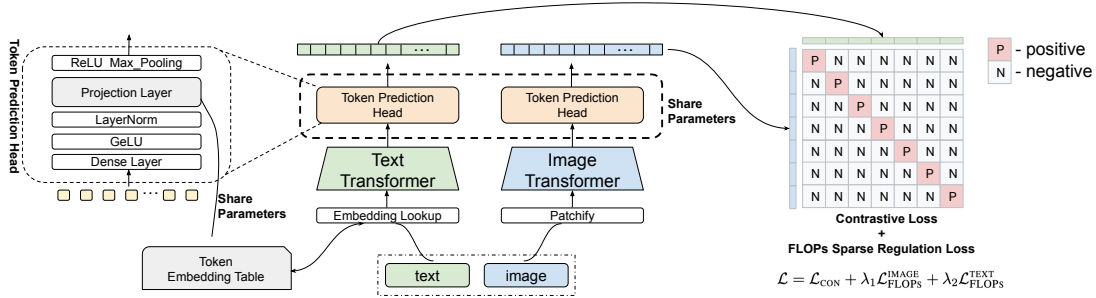 Token Prediction Head
ReLU Max_Pooling
Projection Layer
LayerNorm
GeLU
Dense Layer
...
Share
Parameters
Token
Embedding Table
...
...
Token Prediction
Head
Token Prediction
Head
Share
Parameters
Text
Transformer
Image
Transformer
Embedding Lookup
Patchify
text
image
P N N N N N N
N P N N N N N
N N P N N N N
N N N P N N N
N N N N P N N
N N N N N P N
N N N N N N P
P - positive
N - negative
Contrastive Loss
+
FLOPs Sparse Regulation Loss
ℒ = ℒ_CON + λ₁ℒ_FLOPs^IMAGE + λ₂ℒ_FLOPs^TEXT